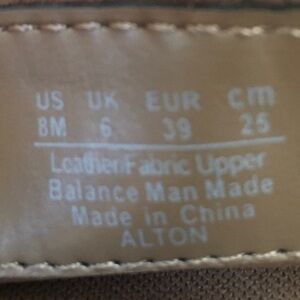 US UK EUR cm
8M 6 39 25
Leather/Fabric Upper
Balance Man Made
Made in China
ALTON